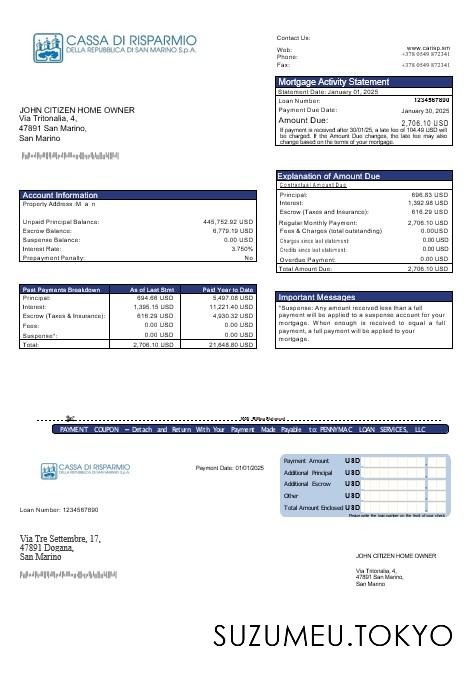 CASSA DI RISPARMIO
DELLA REPUBBLICA DI SAN MARINO S.p.A.
Contact Us:
Web: www.carisp.sm
Phone: +378 0549 872341
Fax: +378 0549 872341
Mortgage Activity Statement
Statement Date: January 01, 2025
Loan Number: 1234567890
Payment Due Date: January 30, 2025
Amount Due: 2,706.10 USD
If payment is received after 30/01/25, a late fee of 104.49 USD will
be charged. If the Amount Due changes, the late fee may also
change based on the terms of your mortgage.
JOHN CITIZEN HOME OWNER
Via Tritonalia, 4,
47891 San Marino,
San Marino
Account Information
Property Address
Unpaid Principal Balance: 445,752.92 USD
Escrow Balance: 6,779.19 USD
Suspense Balance: 0.00 USD
Interest Rate: 3.750%
Prepayment Penalty: No
Explanation of Amount Due
Contractual Amount Due
Principal: 696.83 USD
Interest: 1,392.98 USD
Escrow (Taxes and Insurance): 616.29 USD
Regular Monthly Payment: 2,706.10 USD
Fees & Charges (total outstanding) 0.00USD
Charges since last statement: 0.00 USD
Credits since last statement: 0.00 USD
Overdue Payment: 0.00 USD
Total Amount Due: 2,706.10 USD
Past Payments Breakdown As of Last Stmt Paid Year to Date
Principal: 694.66 USD 5,497.08 USD
Interest: 1,395.15 USD 11,221.40 USD
Escrow (Taxes & Insurance): 616.29 USD 4,930.32 USD
Fees: 0.00 USD 0.00 USD
Suspense*: 0.00 USD 0.00 USD
Total: 2,706.10 USD 21,648.80 USD
Important Messages
*Suspense: Any amount received less than a full
payment will be applied to a suspense account for your
mortgage. When enough is received to equal a full
payment, a full payment will be applied to your
mortgage.
PAYMENT COUPON – Detach and Return With Your Payment Made Payable to: PENNYMAC LOAN SERVICES, LLC
CASSA DI RISPARMIO
DELLA REPUBBLICA DI SAN MARINO S.p.A.
Payment Date: 01/01/2025
Payment Amount USD
Additional Principal USD
Additional Escrow USD
Other USD
Total Amount Enclosed USD
Please write the loan number on the front of your check.
Loan Number: 1234567890
Via Tre Settembre, 17,
47891 Dogana,
San Marino
JOHN CITIZEN HOME OWNER
Via Tritonalia, 4,
47891 San Marino,
San Marino
SUZUMEU.TOKYO